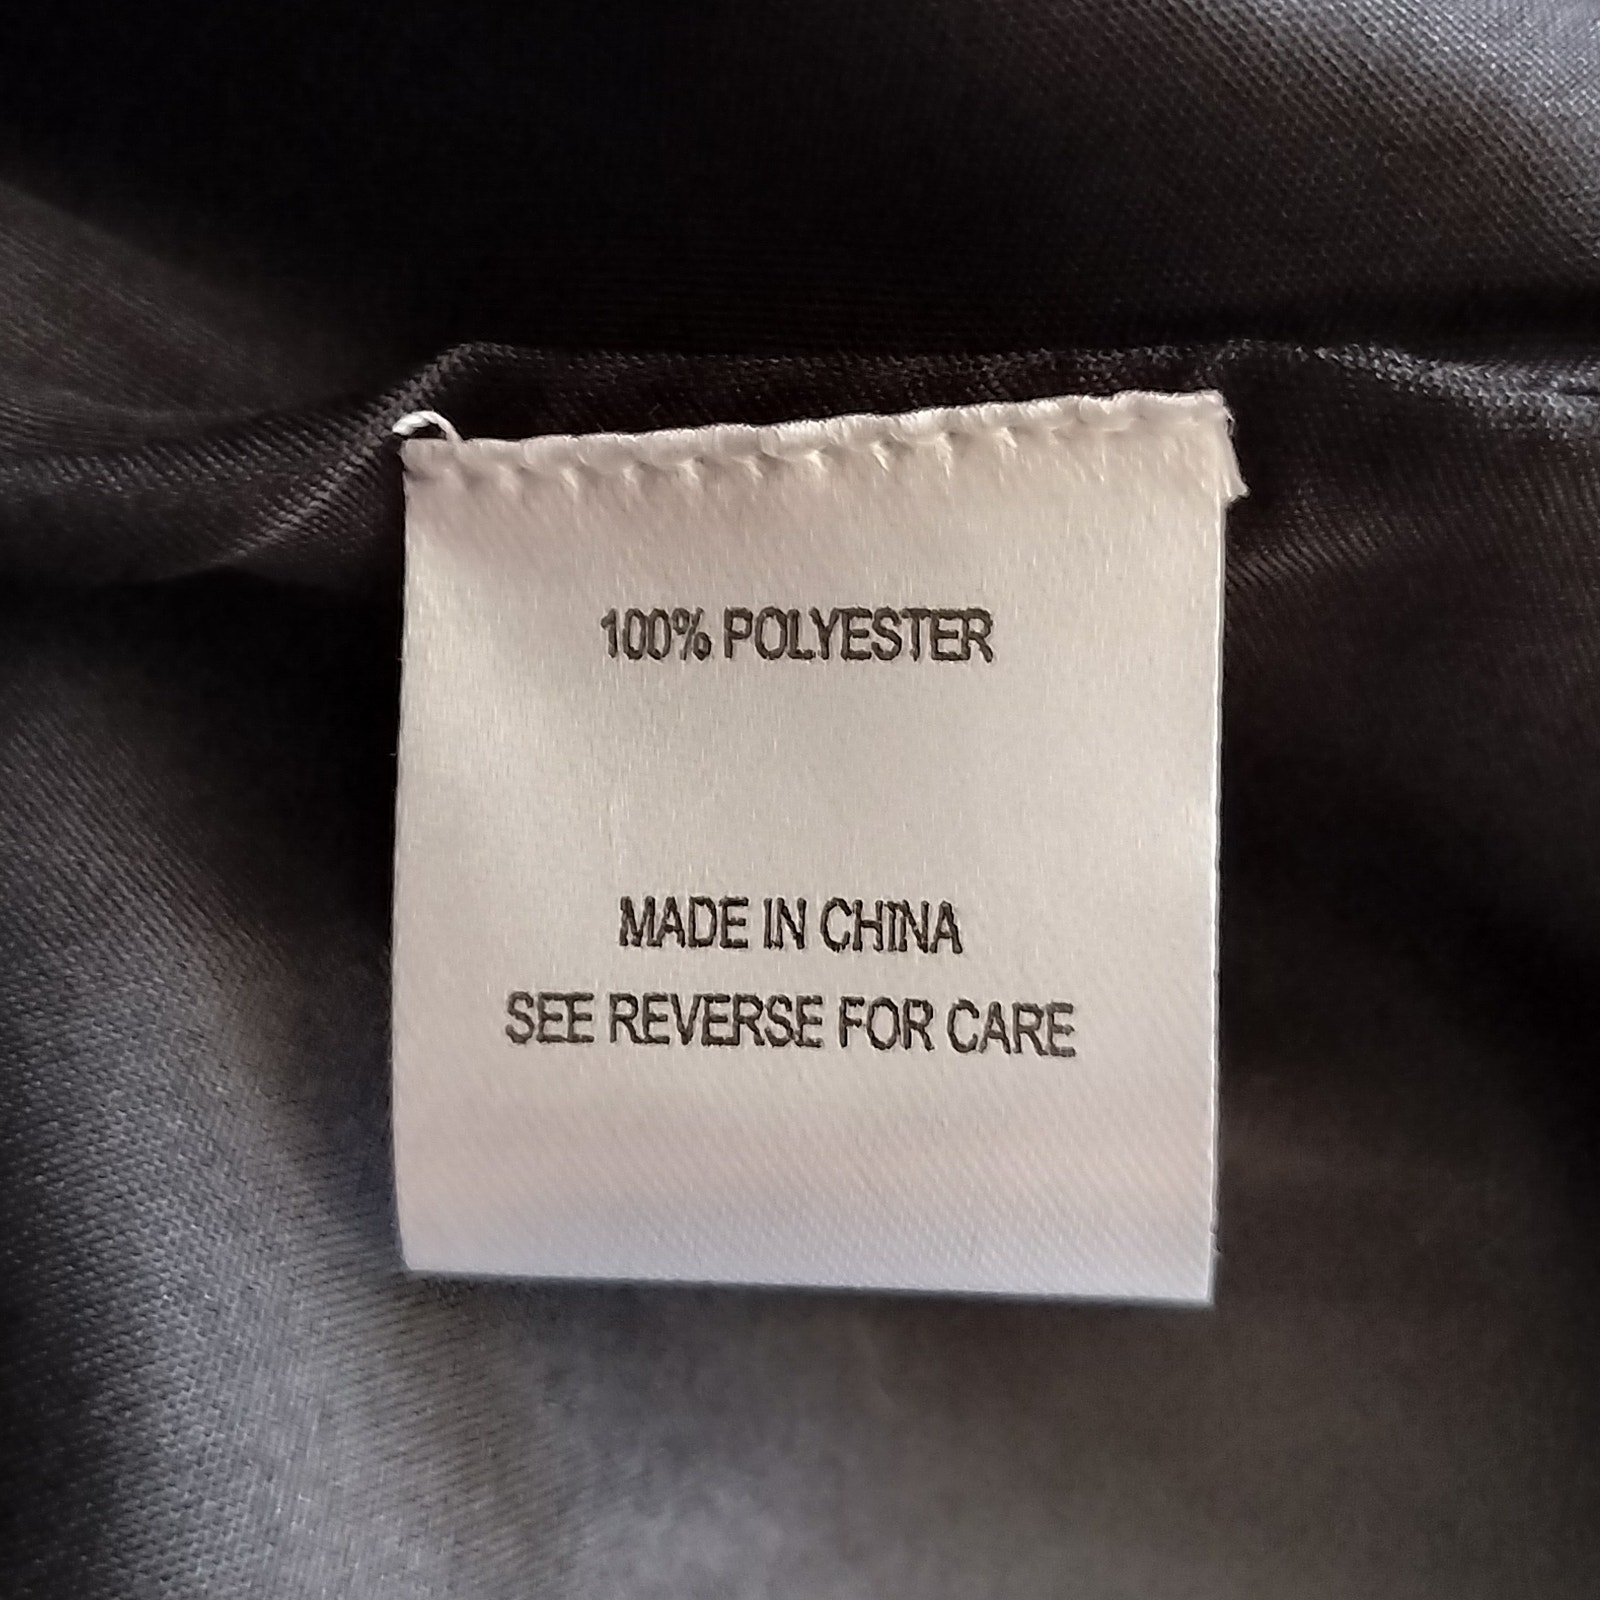 100% POLYESTER
MADE IN CHINA
SEE REVERSE FOR CARE